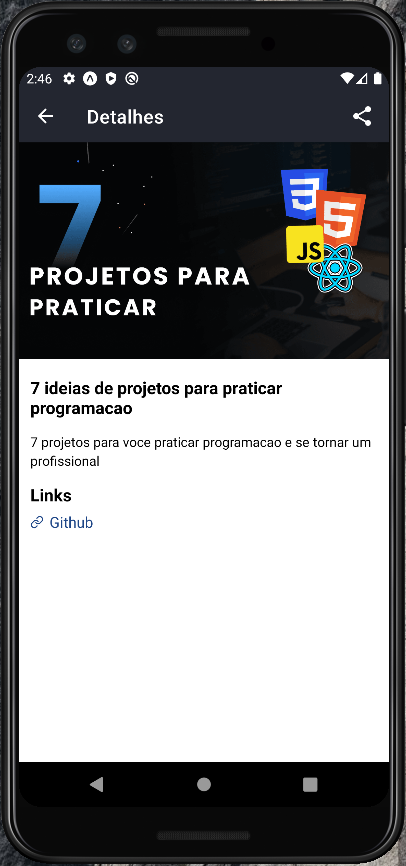 2:46
Detalhes
7
3
5
JS
PROJETOS PARA
PRATICAR
7 ideias de projetos para praticar
programacao
7 projetos para voce praticar programacao e se tornar um
profissional
Links
Github